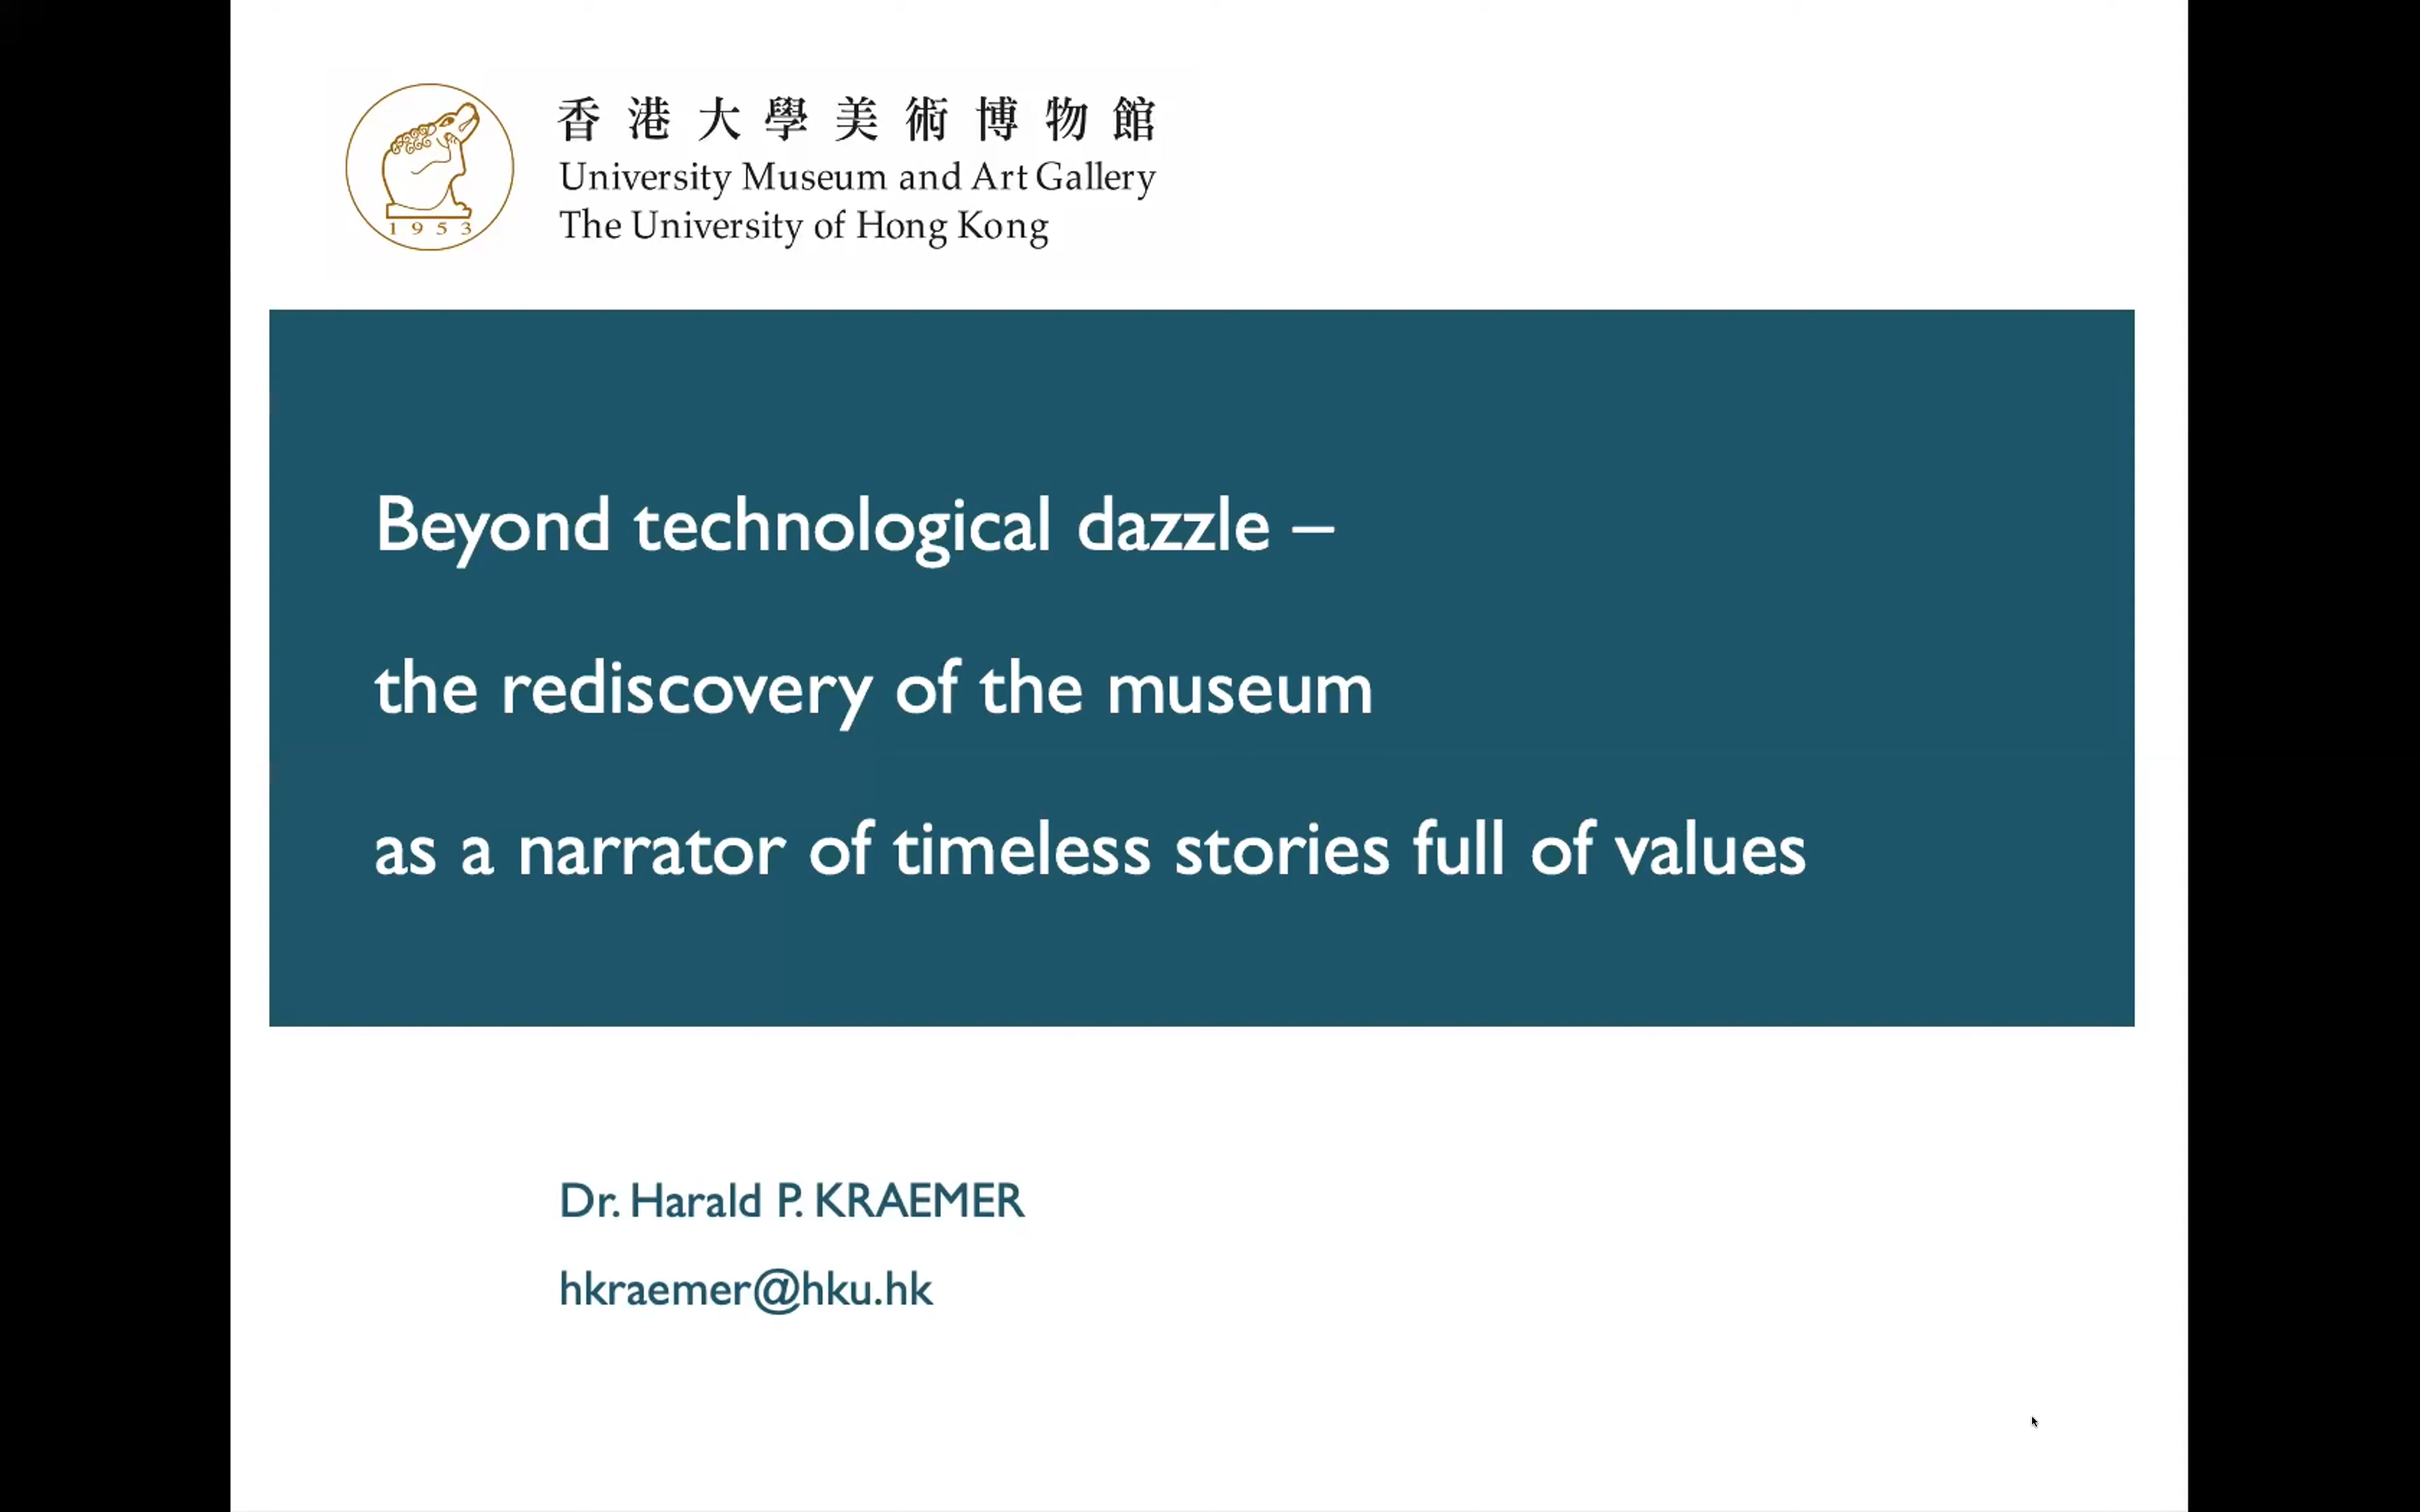 香港大學美術博物館
University Museum and Art Gallery
The University of Hong Kong
1953
Beyond technological dazzle –
the rediscovery of the museum
as a narrator of timeless stories full of values
Dr. Harald P. KRAEMER
hkraemer@hku.hk